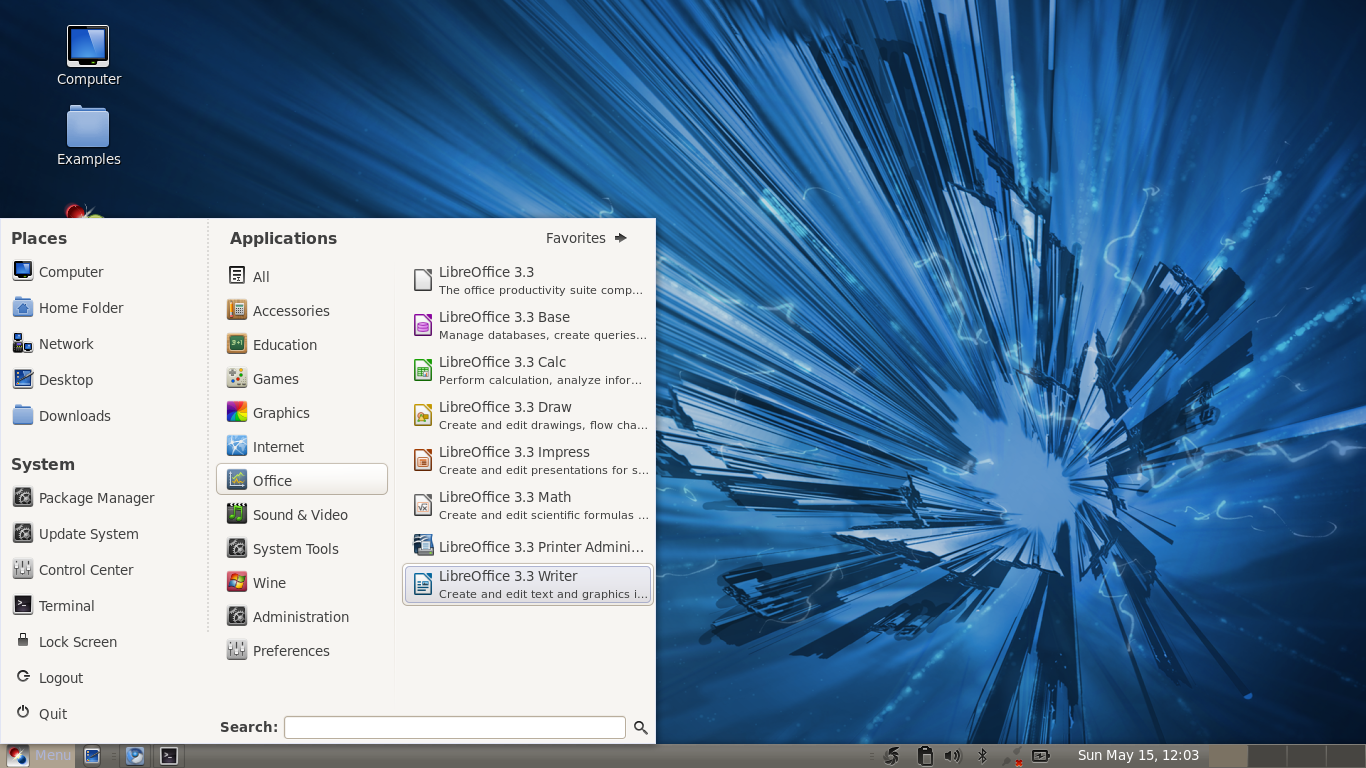 Computer
Examples
Places
Computer
Home Folder
Network
Desktop
Downloads
System
Package Manager
Update System
Control Center
Terminal
Lock Screen
Logout
Quit
Applications
Favorites
All
Accessories
Education
Games
Graphics
Internet
Office
Sound & Video
System Tools
Wine
Administration
Preferences
LibreOffice 3.3
The office productivity suite comp...
LibreOffice 3.3 Base
Manage databases, create queries...
LibreOffice 3.3 Calc
Perform calculation, analyze infor...
LibreOffice 3.3 Draw
Create and edit drawings, flow cha...
LibreOffice 3.3 Impress
Create and edit presentations for s...
LibreOffice 3.3 Math
Create and edit scientific formulas ...
LibreOffice 3.3 Printer Admini...
LibreOffice 3.3 Writer
Create and edit text and graphics i...
Search:
Menu
Sun May 15, 12:03